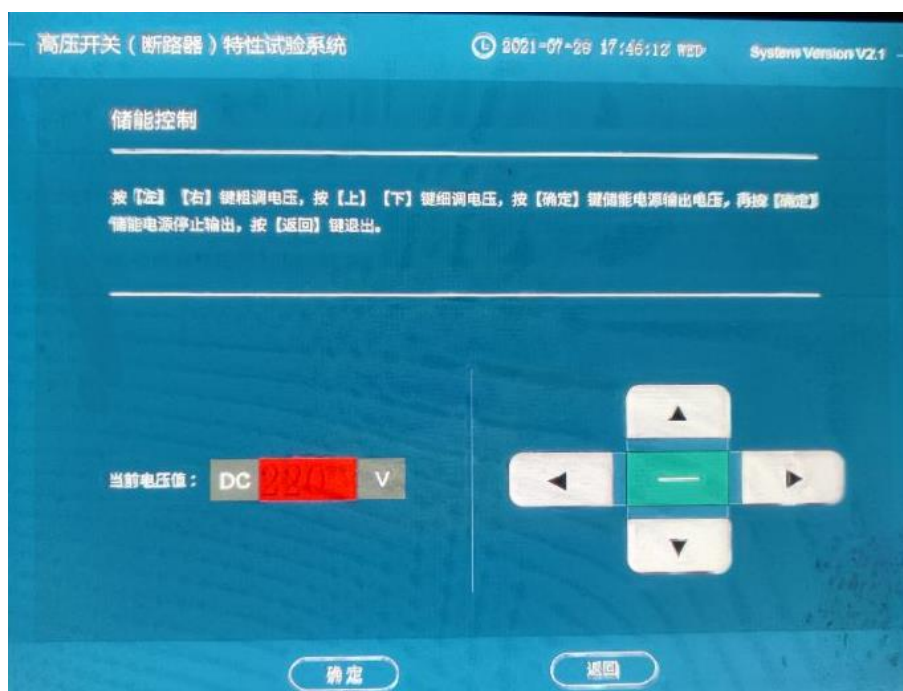 高压开关（断路器）特性试验系统
2021-07-28 17:46:12 WED
System Version V2.1
储能控制
按【左】【右】键粗调电压，按【上】【下】键细调电压，按【确定】键储能电源输出电压，再按【确定】
储能电源停止输出，按【返回】键退出。
当前电压值： DC 220 V
确定
返回